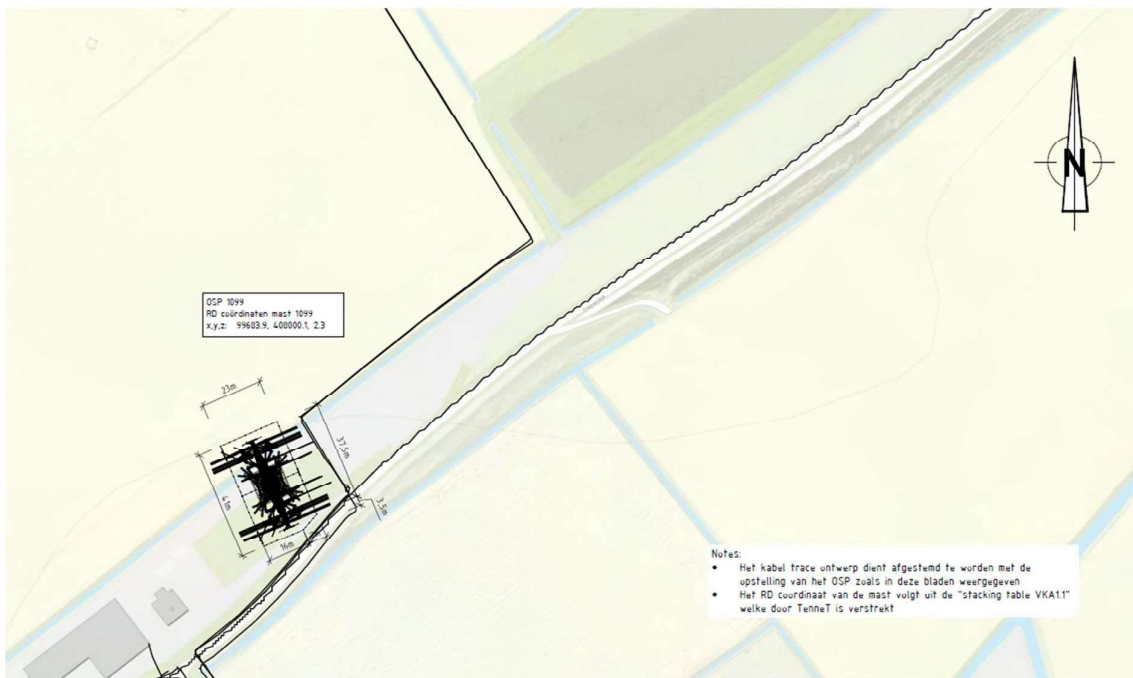 N
OSP 1099
RD coördinaten mast 1099
x,y,z: 99683.9, 408000.1, 2.3
23m
37,5m
41m
3,5m
16m
Notes:
• Het kabel trace ontwerp dient afgestemd te worden met de
opstelling van het OSP zoals in deze bladen weergegeven
• Het RD coordinaat van de mast volgt uit de "stacking table VKA1.1"
welke door TenneT is verstrekt